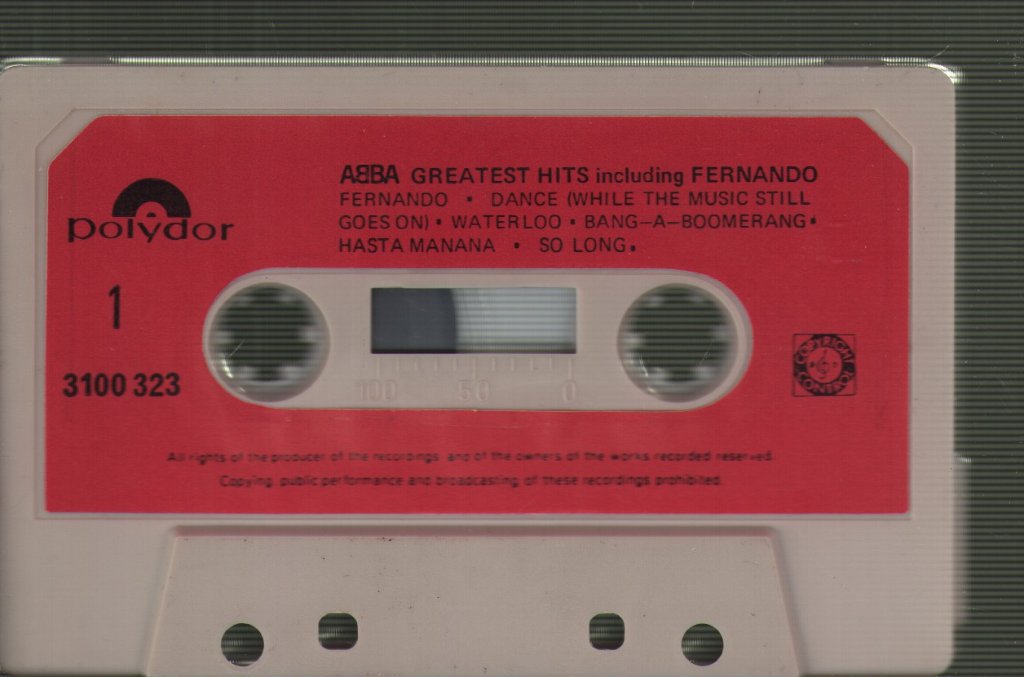 ABBA GREATEST HITS including FERNANDO
FERNANDO • DANCE (WHILE THE MUSIC STILL
GOES ON) • WATERLOO • BANG-A-BOOMERANG •
HASTA MANANA • SO LONG •
polydor
1
3100 323
COPYRIGHT CONTROL
100 50 0
All rights of the producer of the recordings and of the owners of the works recorded reserved.
Copying, public performance and broadcasting of these recordings prohibited.